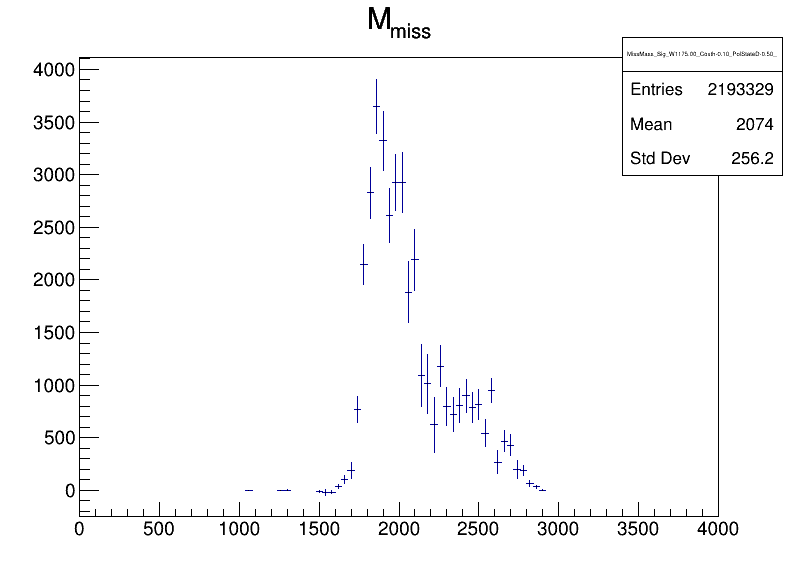 M_miss
MissMass_Sig_W1175.00_Costh-0.10_PolStateD-0.50_
Entries 2193329
Mean 2074
Std Dev 256.2
4000
3500
3000
2500
2000
1500
1000
500
0
0 500 1000 1500 2000 2500 3000 3500 4000